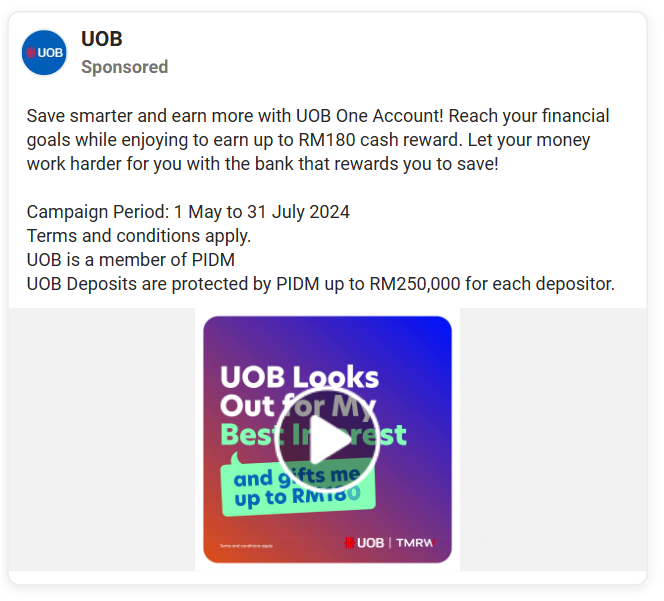 UOB
UOB
Sponsored
Save smarter and earn more with UOB One Account! Reach your financial
goals while enjoying to earn up to RM180 cash reward. Let your money
work harder for you with the bank that rewards you to save!
Campaign Period: 1 May to 31 July 2024
Terms and conditions apply.
UOB is a member of PIDM
UOB Deposits are protected by PIDM up to RM250,000 for each depositor.
UOB Looks
Out for My
Best Interest
and gifts me
up to RM180
Terms and conditions apply.
UOB | TMRW